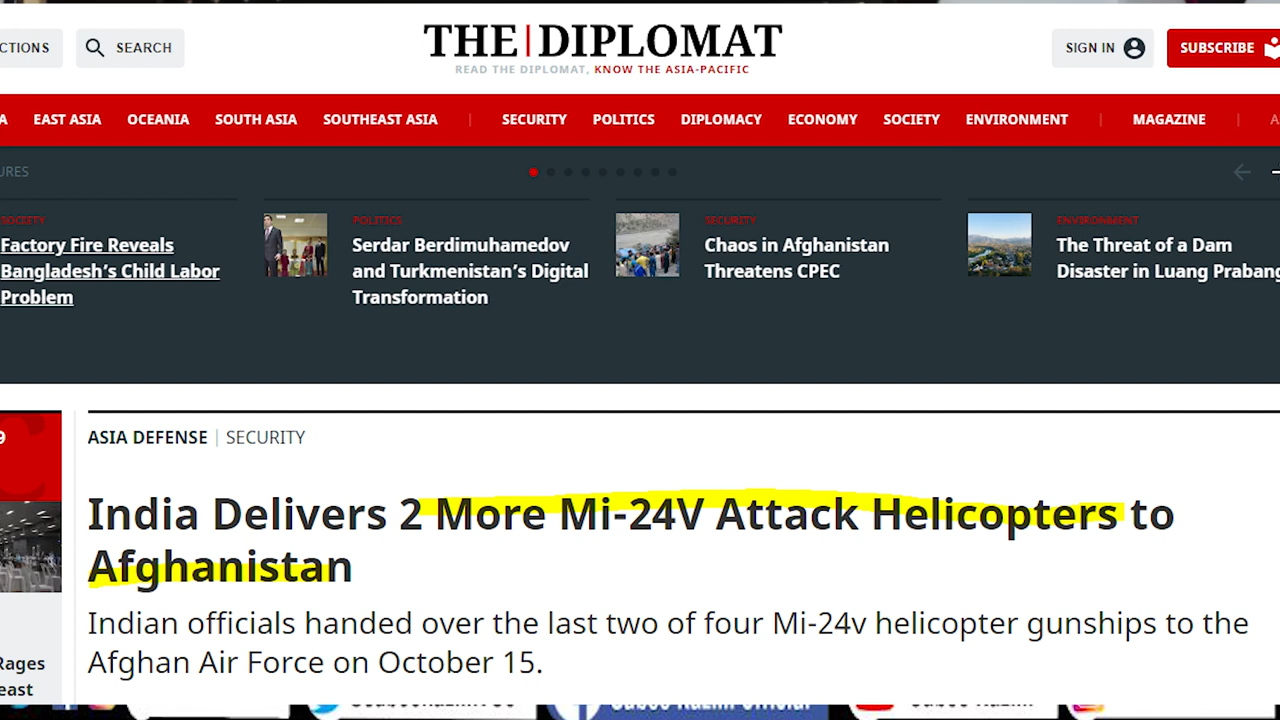 CTIONS
SEARCH
THE|DIPLOMAT
READ THE DIPLOMAT, KNOW THE ASIA-PACIFIC
SIGN IN
SUBSCRIBE
A EAST ASIA OCEANIA SOUTH ASIA SOUTHEAST ASIA | SECURITY POLITICS DIPLOMACY ECONOMY SOCIETY ENVIRONMENT | MAGAZINE | A
URES
SOCIETY
Factory Fire Reveals
Bangladesh's Child Labor
Problem
POLITICS
Serdar Berdimuhamedov
and Turkmenistan's Digital
Transformation
SECURITY
Chaos in Afghanistan
Threatens CPEC
ENVIRONMENT
The Threat of a Dam
Disaster in Luang Prabang
9
Rages
east
ASIA DEFENSE | SECURITY
India Delivers 2 More Mi-24V Attack Helicopters to
Afghanistan
Indian officials handed over the last two of four Mi-24v helicopter gunships to the
Afghan Air Force on October 15.